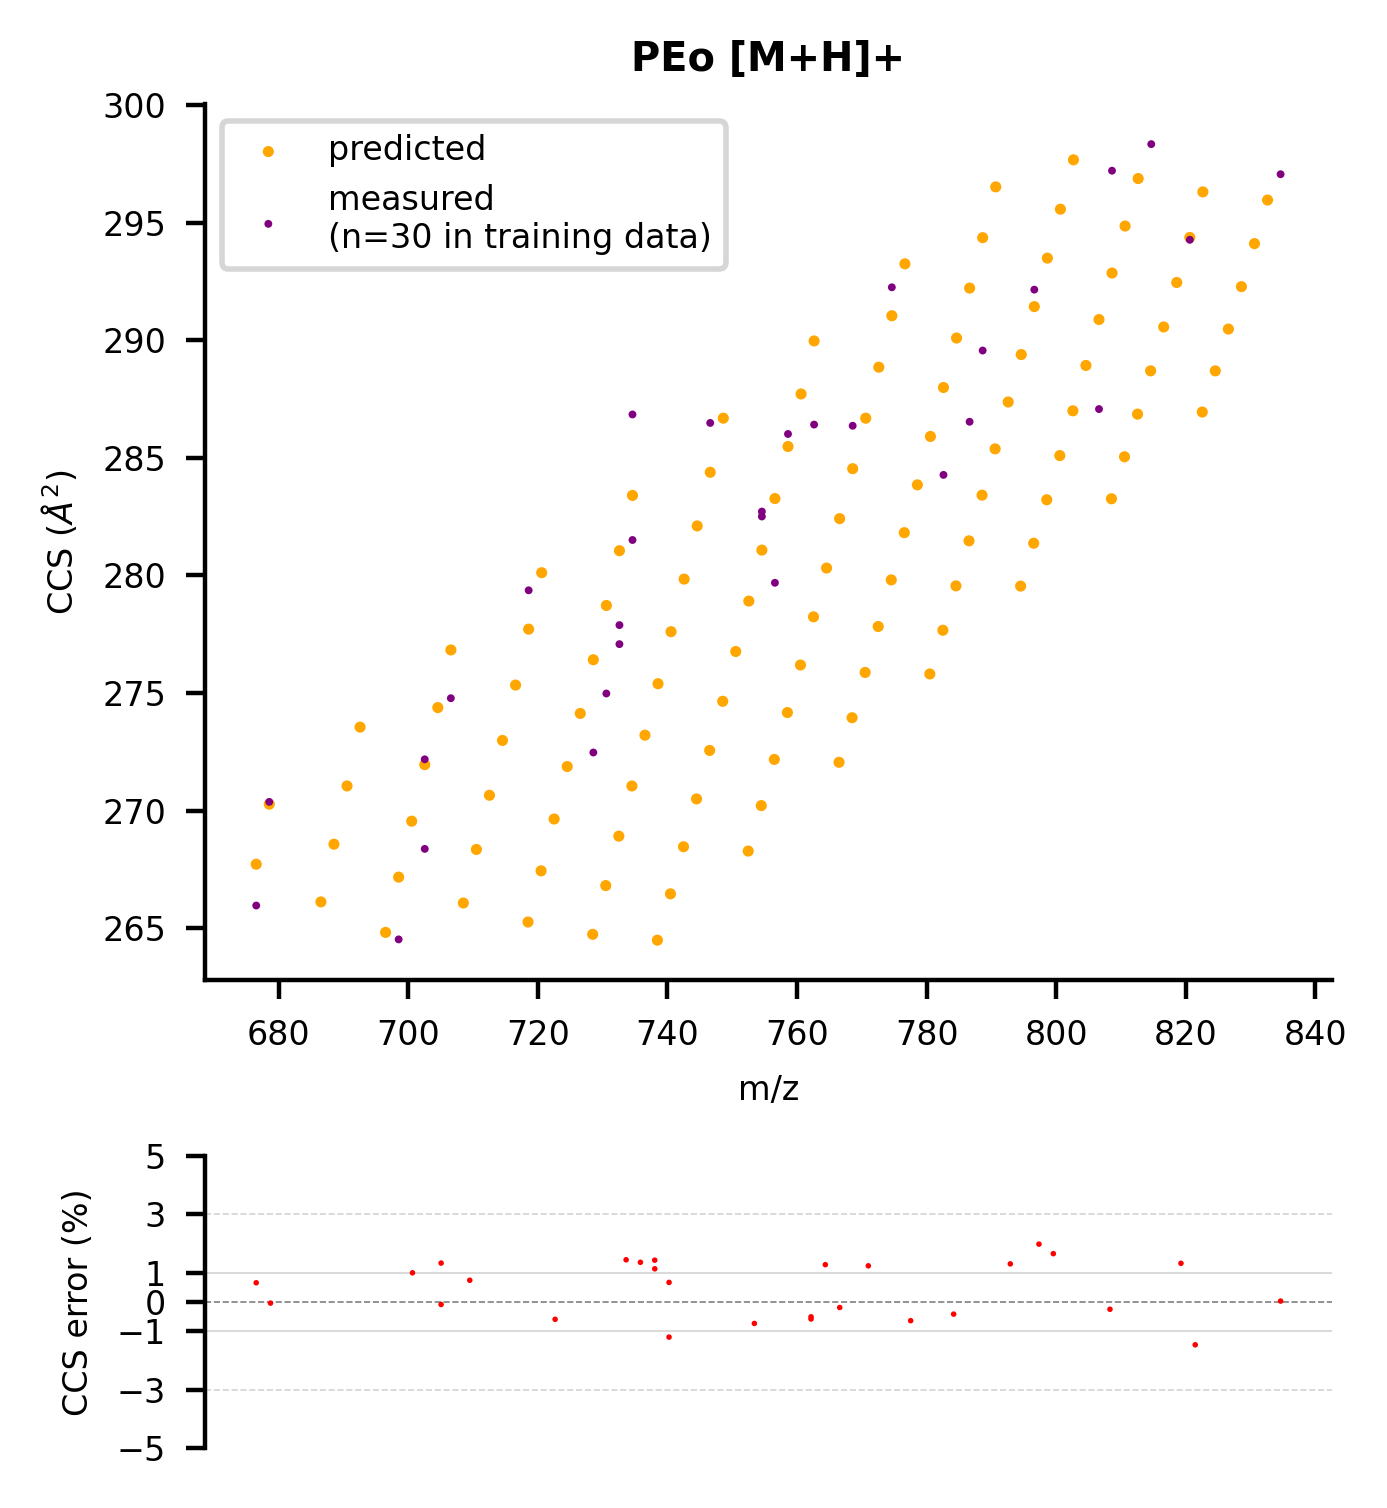 PEo [M+H]+
300
295
290
285
280
275
270
265
CCS (Å²)
predicted
measured
(n=30 in training data)
680 700 720 740 760 780 800 820 840
m/z
5
3
1
0
−1
−3
−5
CCS error (%)